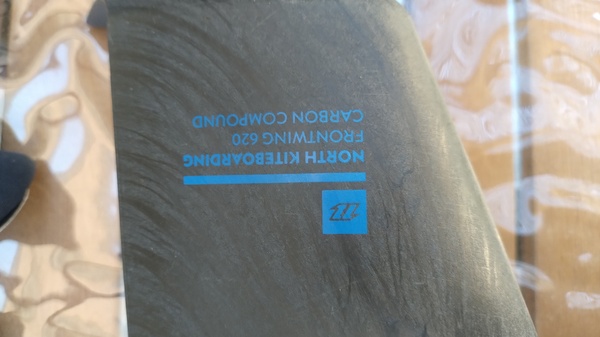 NORTH KITEBOARDING
FRONTWING 620
CARBON COMPOUND